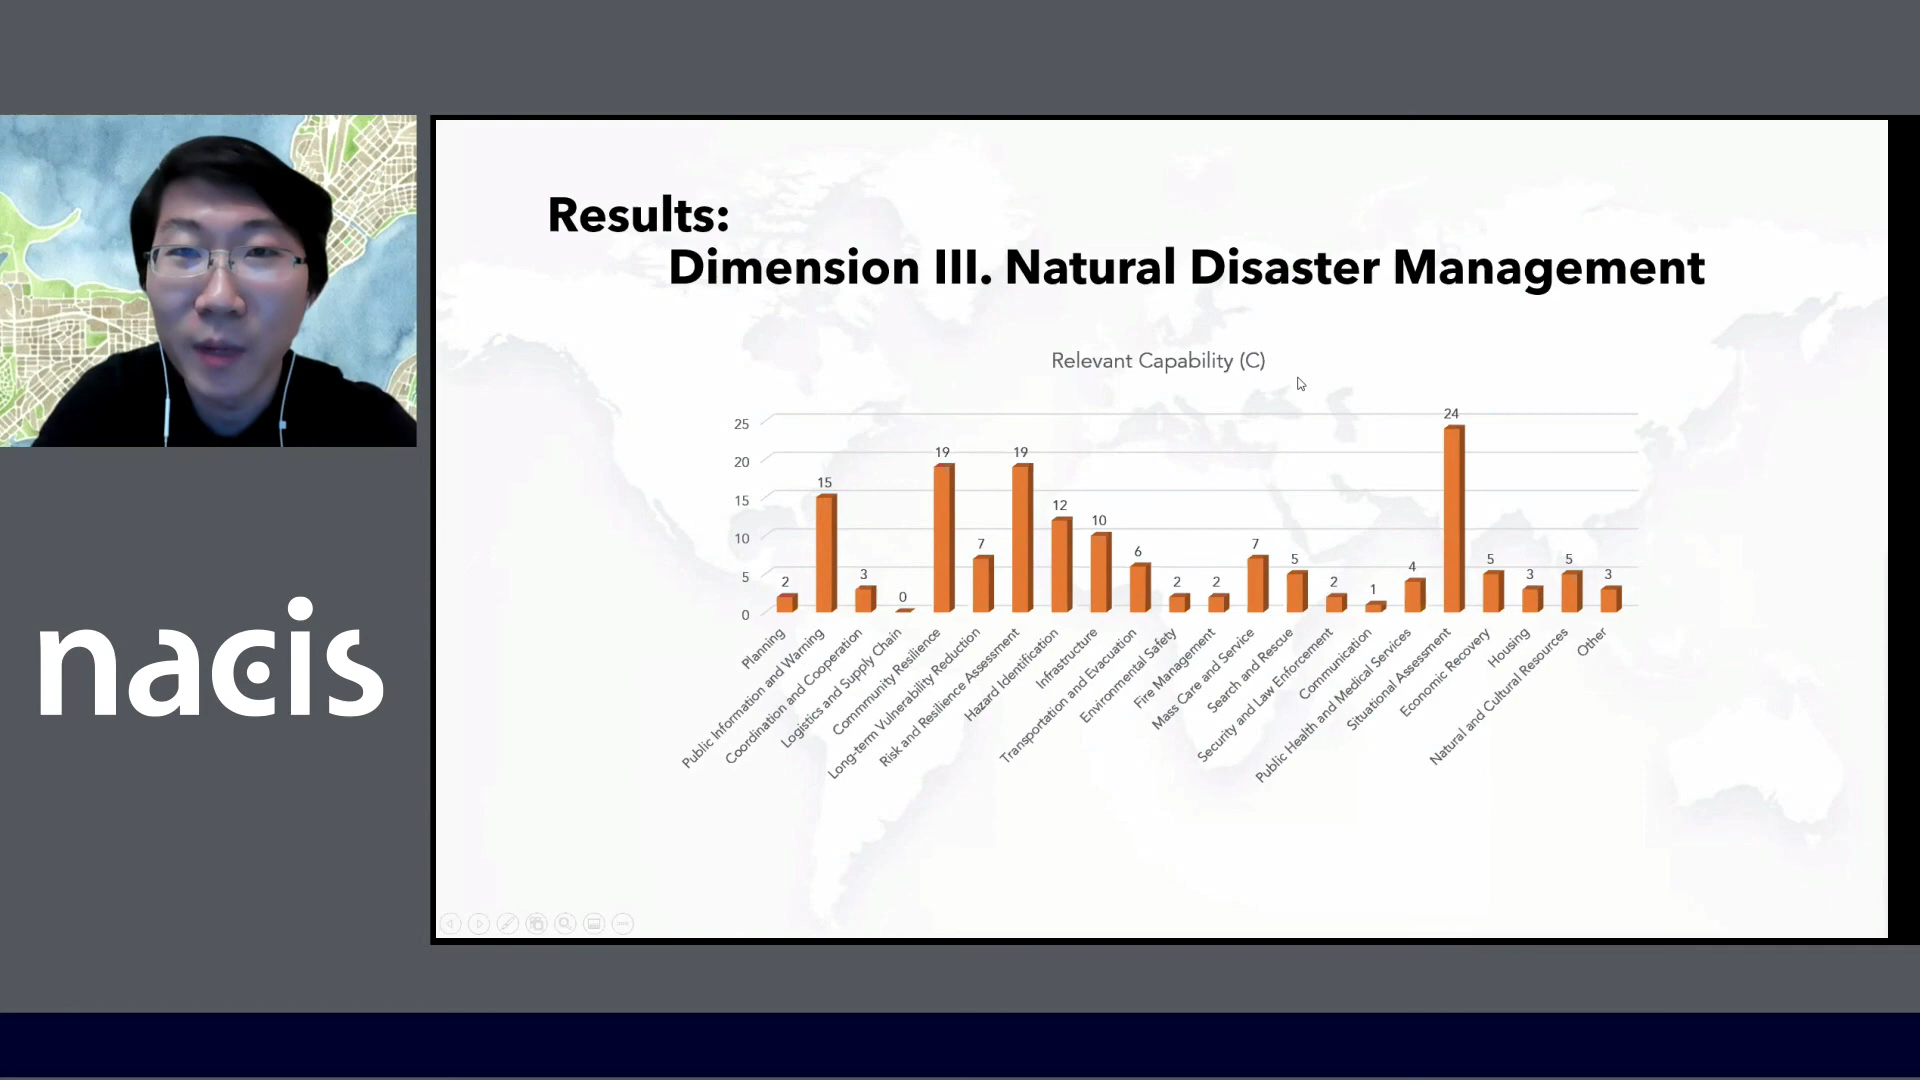 Results:
Dimension III. Natural Disaster Management
Relevant Capability (C)
25
20
15
10
5
0
2
15
3
0
19
7
19
12
10
6
2
2
7
5
2
1
4
24
5
3
5
3
Planning
Public Information and Warning
Coordination and Cooperation
Logistics and Supply Chain
Commnunity Resilience
Long-term Vulnerability Reduction
Risk and Resilience Assessment
Hazard Identification
Infrastructure
Transportation and Evacuation
Environmental Safety
Fire Management
Mass Care and Service
Search and Rescue
Security and Law Enforcement
Communication
Public Health and Medical Services
Situational Assessment
Economic Recovery
Housing
Natural and Cultural Resources
Other
nacis